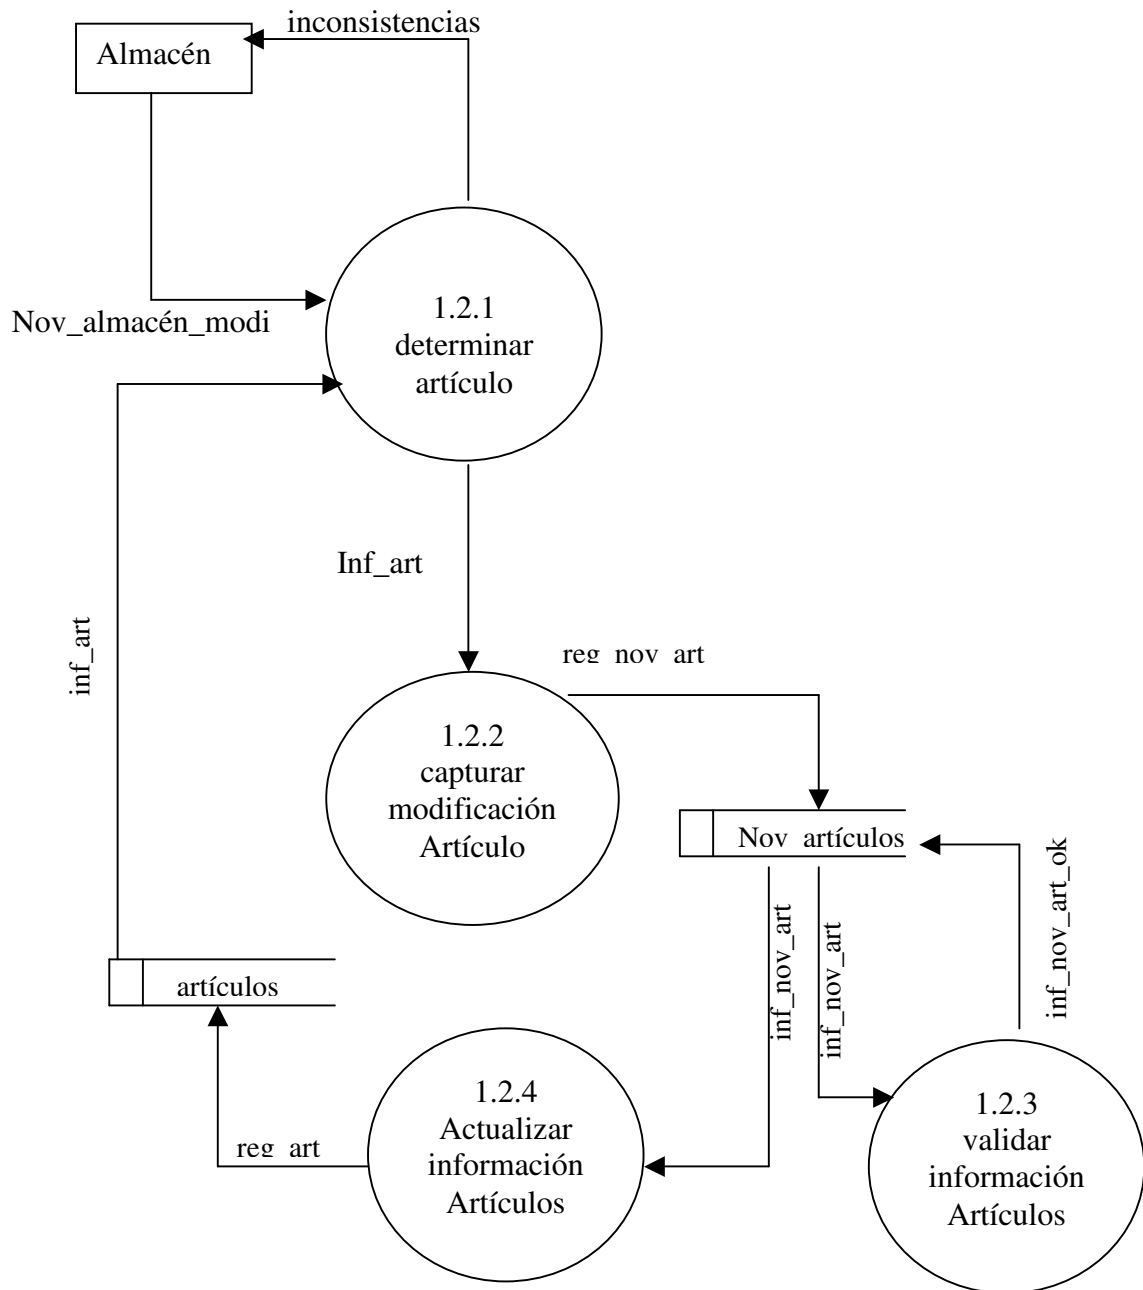 inconsistencias
Almacén
Nov_almacén_modi
1.2.1
determinar
artículo
Inf_art
inf_art
reg_nov_art
1.2.2
capturar
modificación
Artículo
Nov_artículos
inf_nov_art
inf_nov_art
inf_nov_art_ok
artículos
reg_art
1.2.4
Actualizar
información
Artículos
1.2.3
validar
información
Artículos